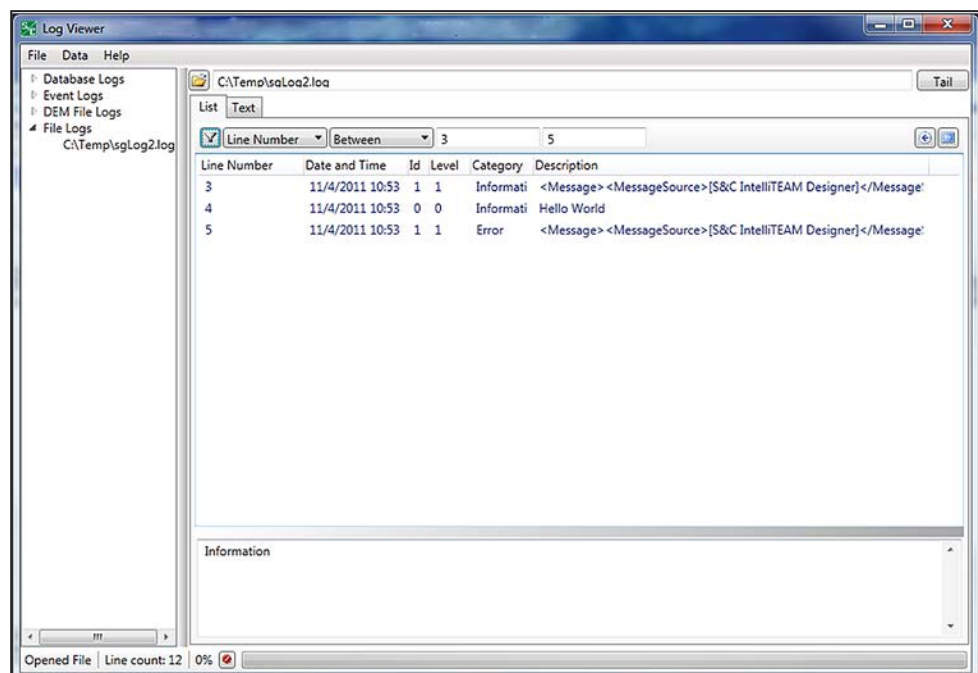 Log Viewer
File Data Help
Database Logs
Event Logs
DEM File Logs
File Logs
C:\Temp\sgLog2.log
C:\Temp\sgLog2.log Tail
List Text
Line Number Between 3 5
Line Number Date and Time Id Level Category Description
3 11/4/2011 10:53 1 1 Informati <Message><MessageSource>[S&C IntelliTEAM Designer]</Message
4 11/4/2011 10:53 0 0 Informati Hello World
5 11/4/2011 10:53 1 1 Error <Message><MessageSource>[S&C IntelliTEAM Designer]</Message
Information
Opened File Line count: 12 0%